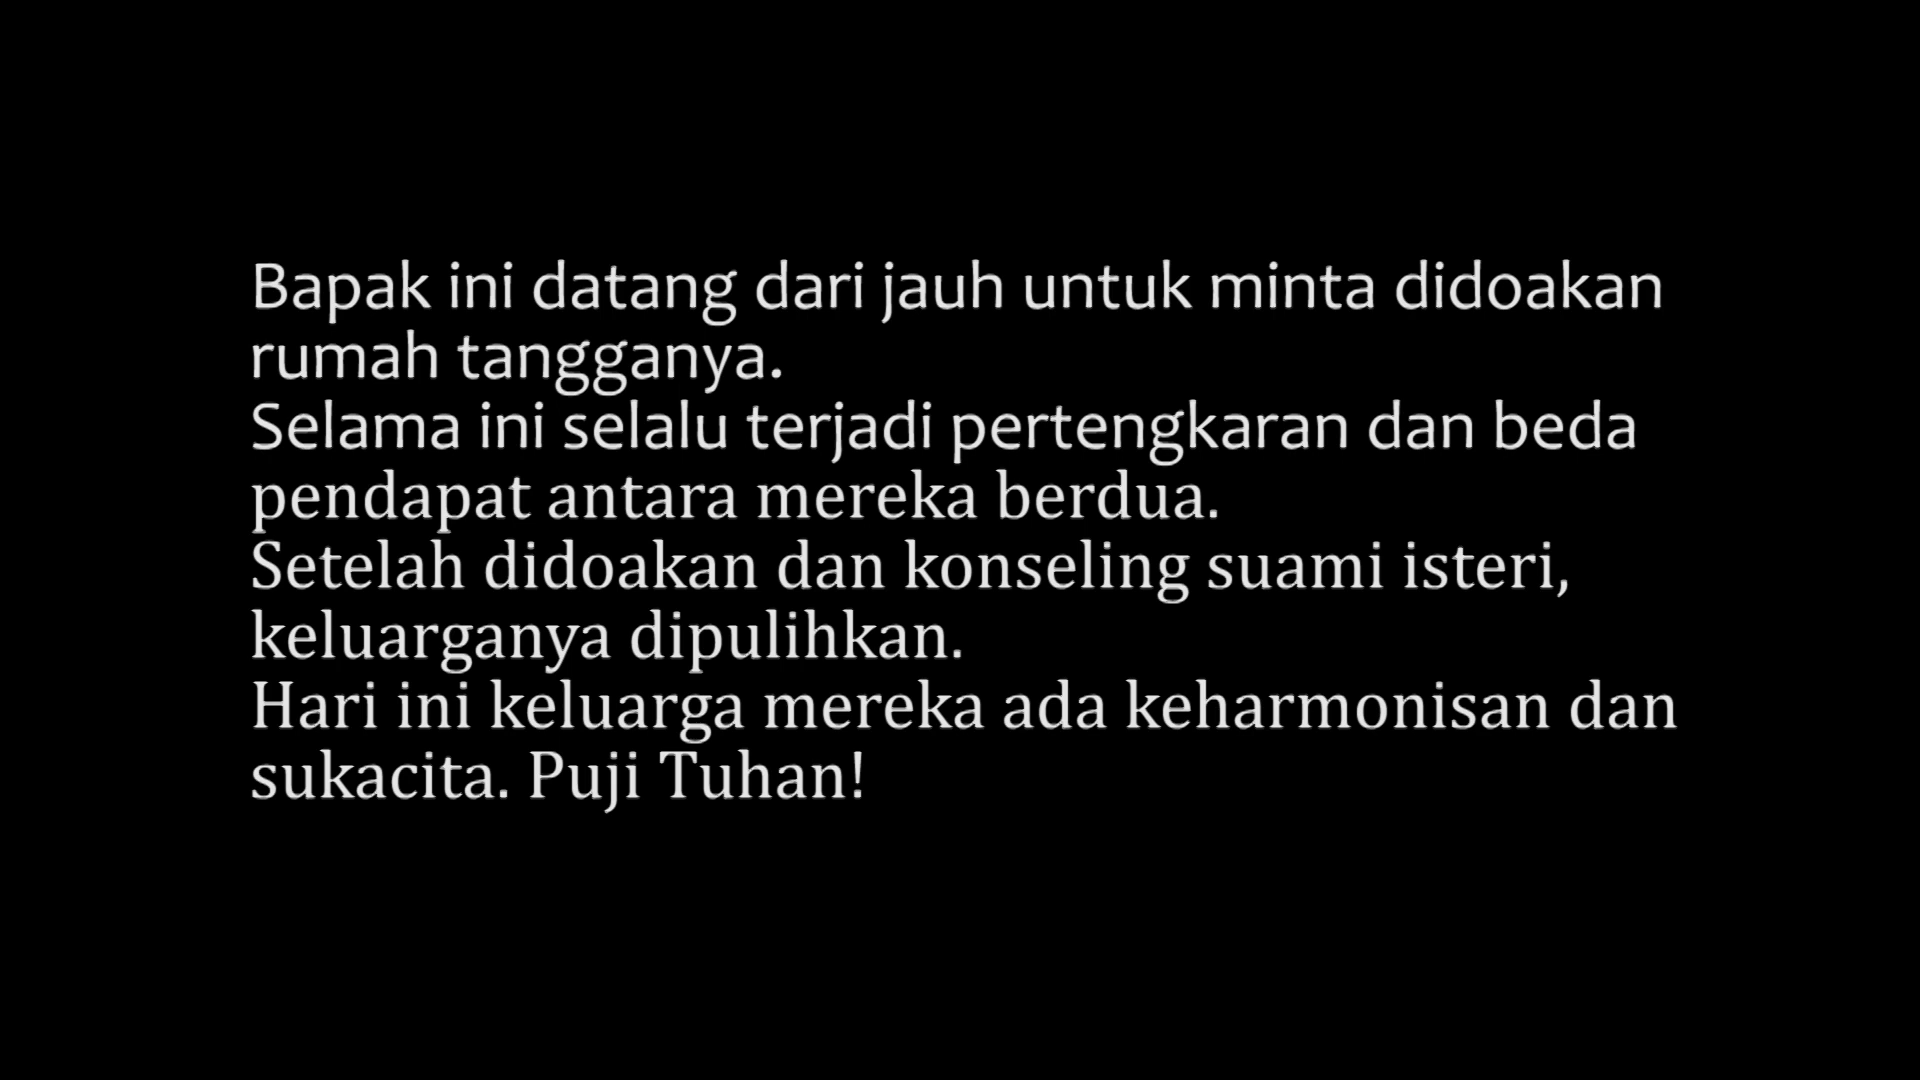 Bapak ini datang dari jauh untuk minta didoakan
rumah tangganya.
Selama ini selalu terjadi pertengkaran dan beda
pendapat antara mereka berdua.
Setelah didoakan dan konseling suami isteri,
keluarganya dipulihkan.
Hari ini keluarga mereka ada keharmonisan dan
sukacita. Puji Tuhan!